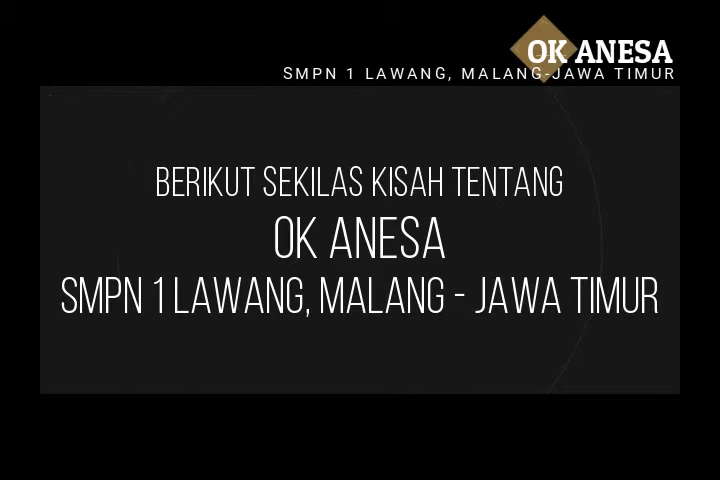 OK ANESA
SMPN 1 LAWANG, MALANG-JAWA TIMUR
BERIKUT SEKILAS KISAH TENTANG
OK ANESA
SMPN 1 LAWANG, MALANG - JAWA TIMUR